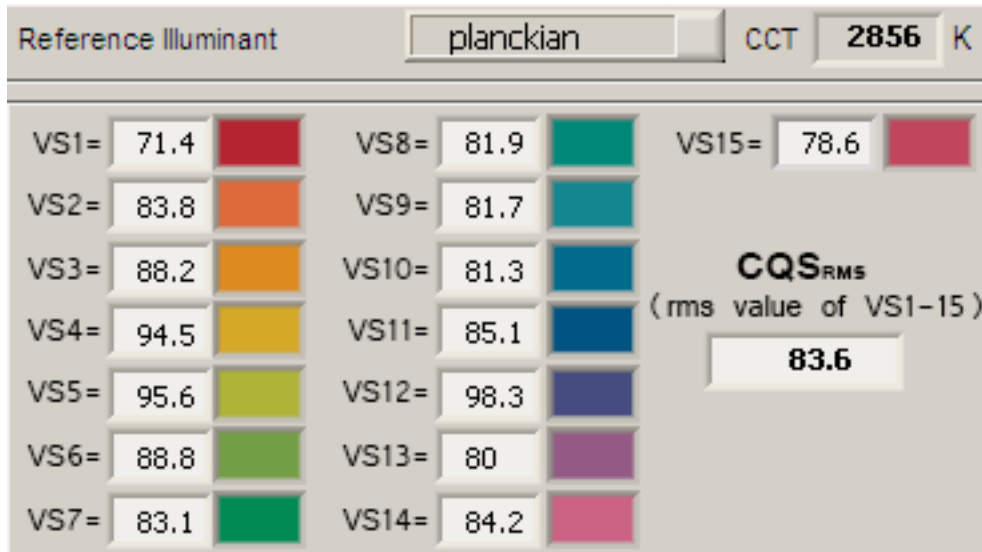 Reference Illuminant planckian CCT 2856 K
VS1= 71.4 VS8= 81.9 VS15= 78.6
VS2= 83.8 VS9= 81.7
VS3= 88.2 VS10= 81.3 CQSRMS
(rms value of VS1-15)
VS4= 94.5 VS11= 85.1
83.6
VS5= 95.6 VS12= 98.3
VS6= 88.8 VS13= 80
VS7= 83.1 VS14= 84.2